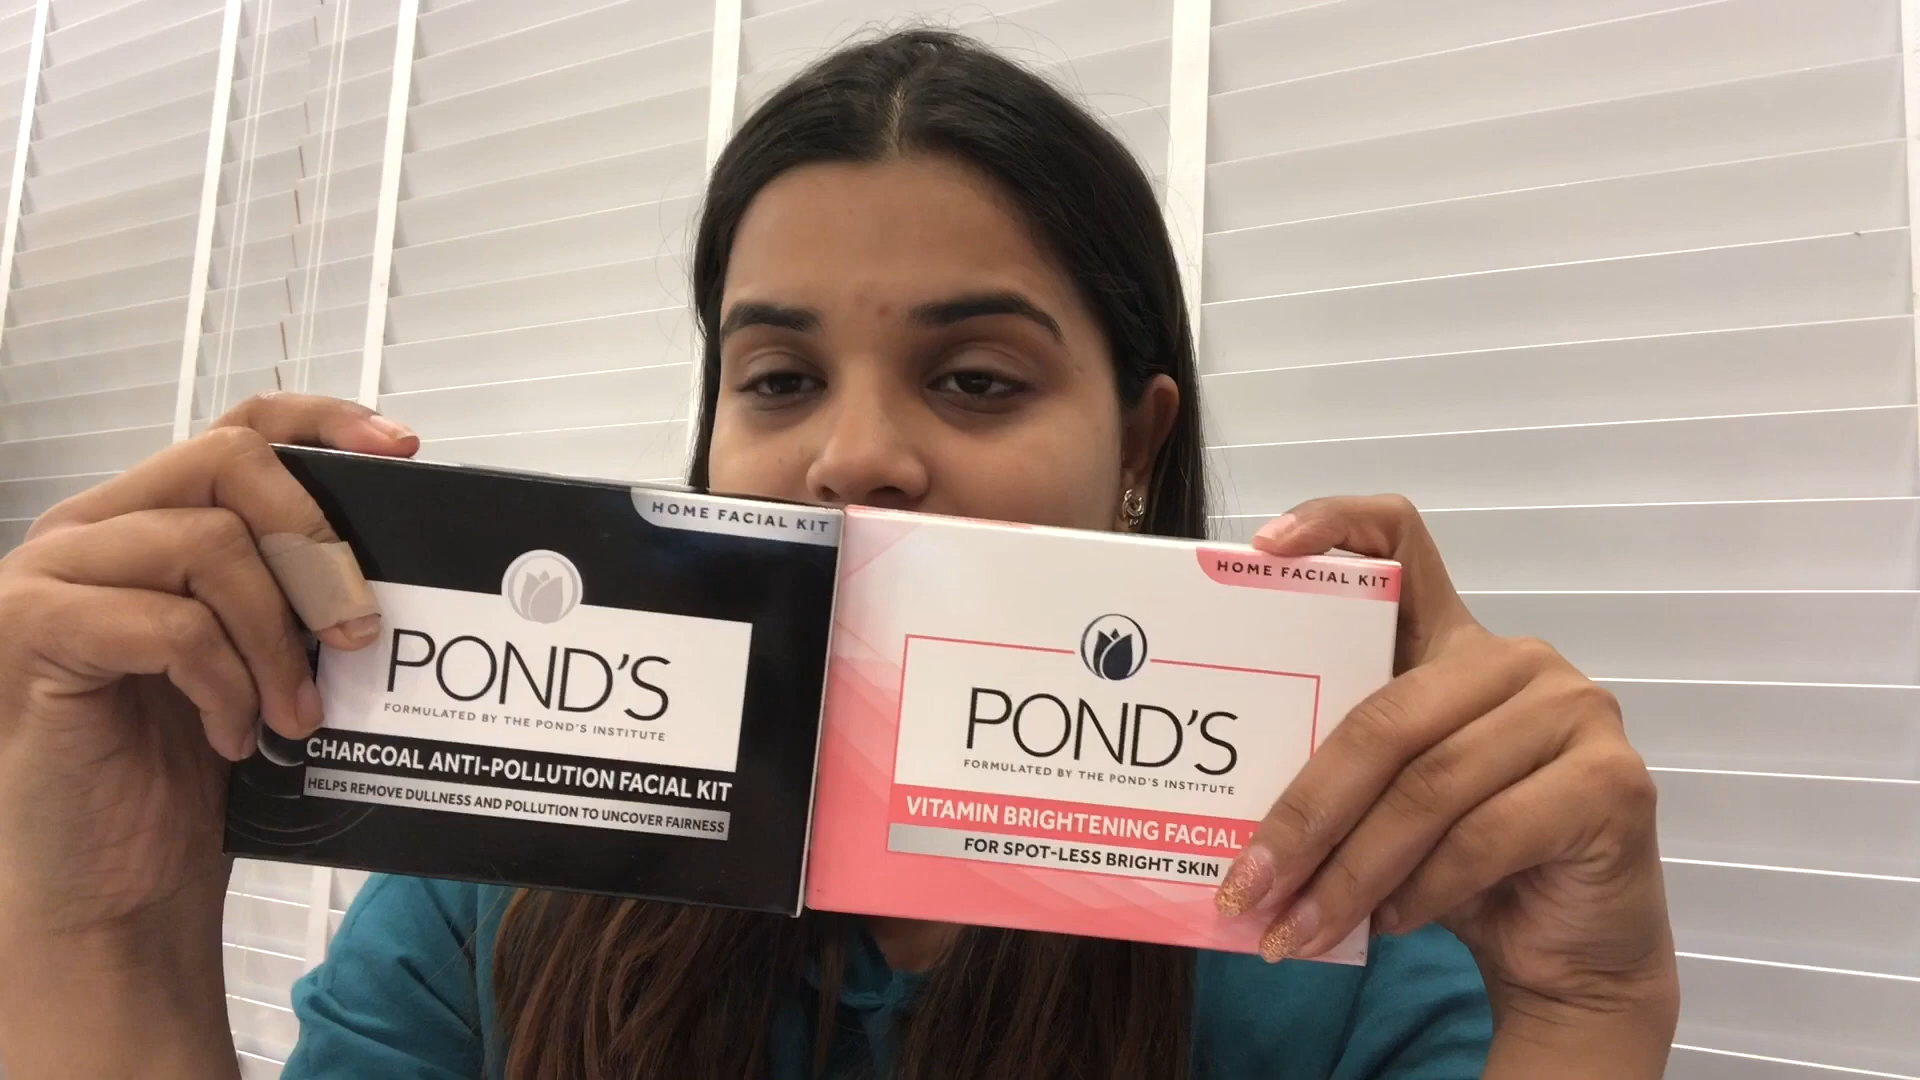 HOME FACIAL KIT
POND'S
FORMULATED BY THE POND'S INSTITUTE
CHARCOAL ANTI-POLLUTION FACIAL KIT
HELPS REMOVE DULLNESS AND POLLUTION TO UNCOVER FAIRNESS
HOME FACIAL KIT
POND'S
FORMULATED BY THE POND'S INSTITUTE
VITAMIN BRIGHTENING FACIAL
FOR SPOT-LESS BRIGHT SKIN